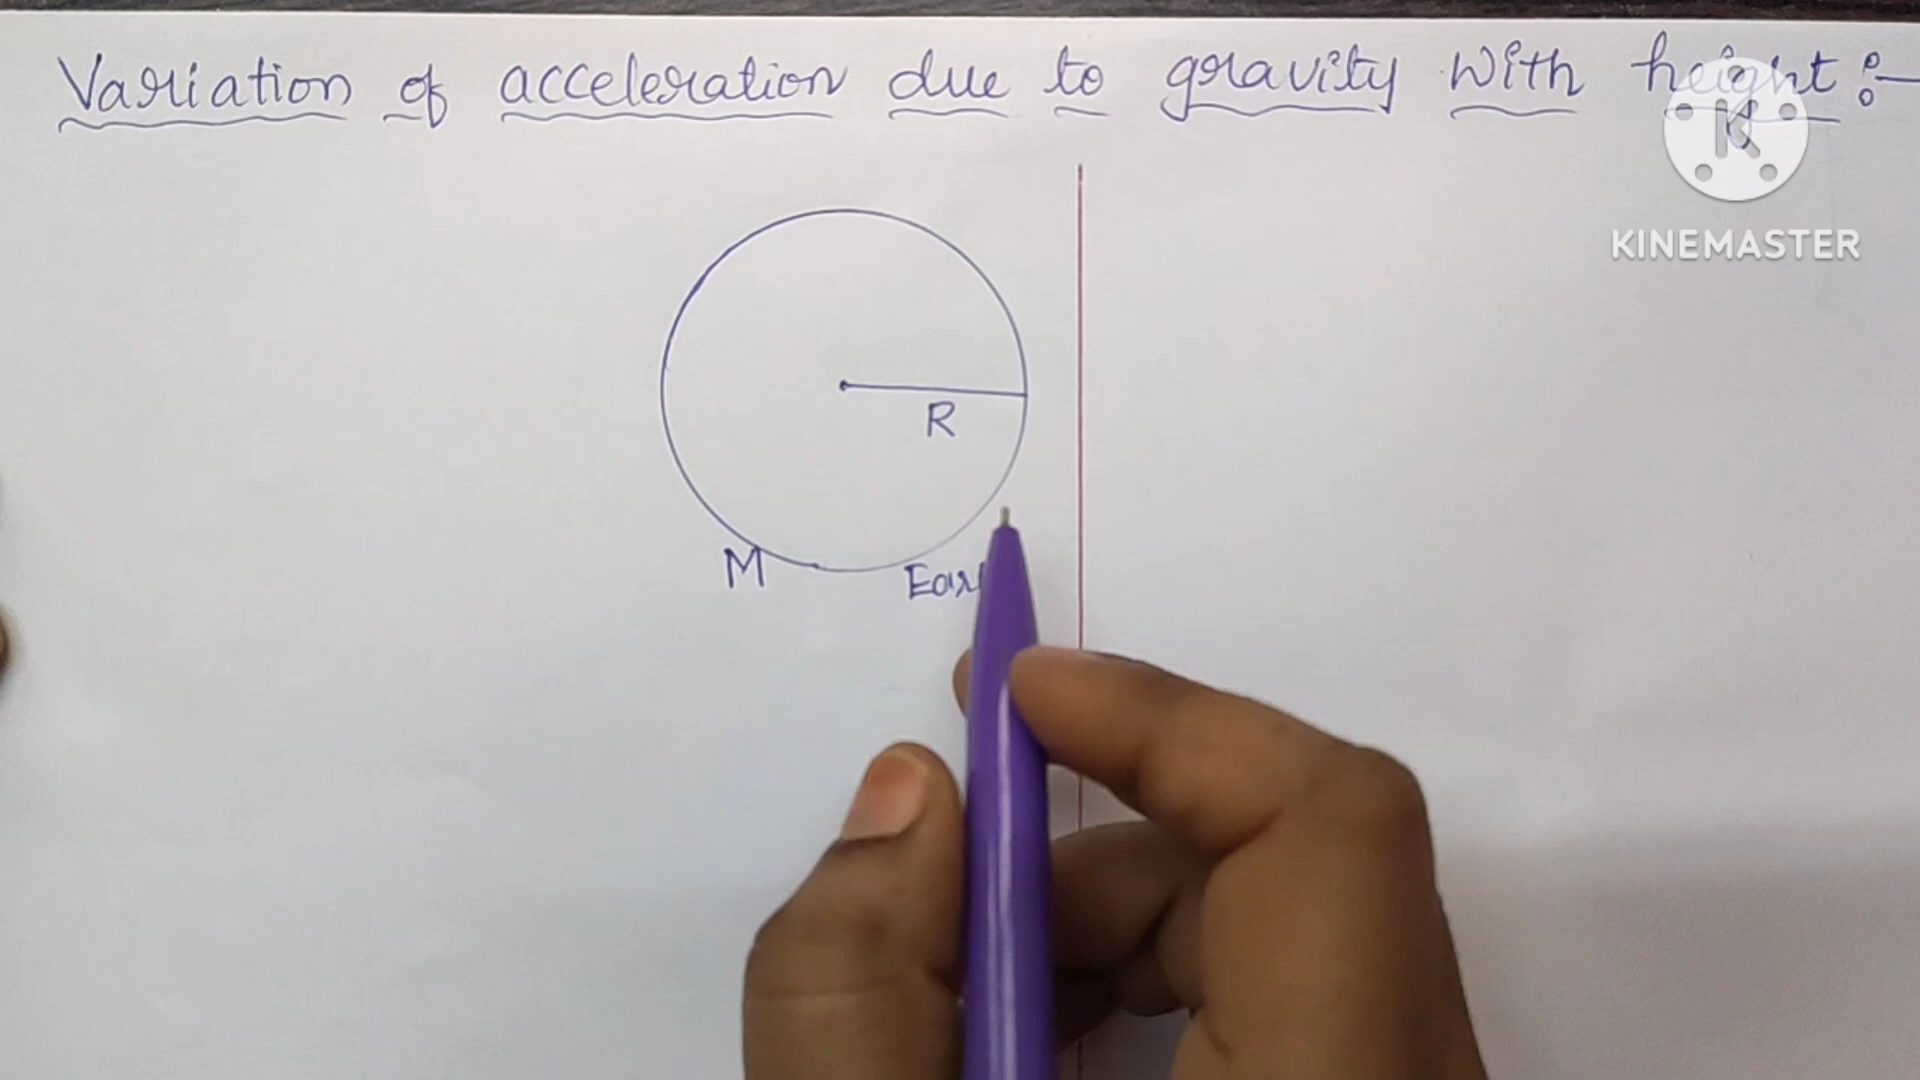 Variation of acceleration due to gravity with height :-
K
KINEMASTER
R
M